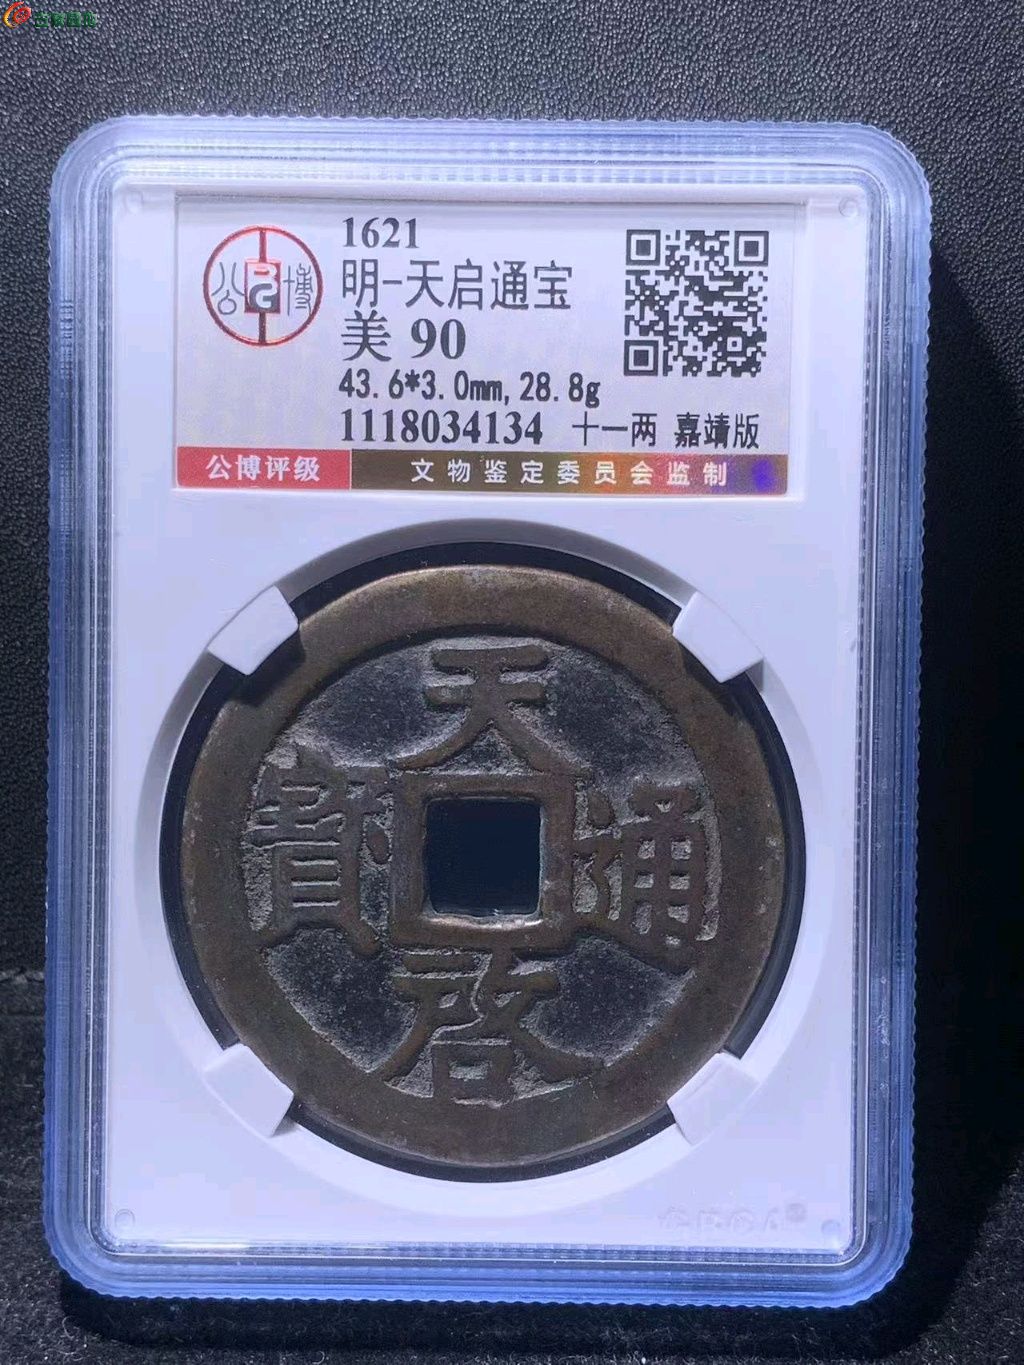 公 博
1621
明-天启通宝
美 90
43.6*3.0mm,28.8g
1118034134 十一两 嘉靖版
公博评级 文物鉴定委员会监制
天
寳 通
啓